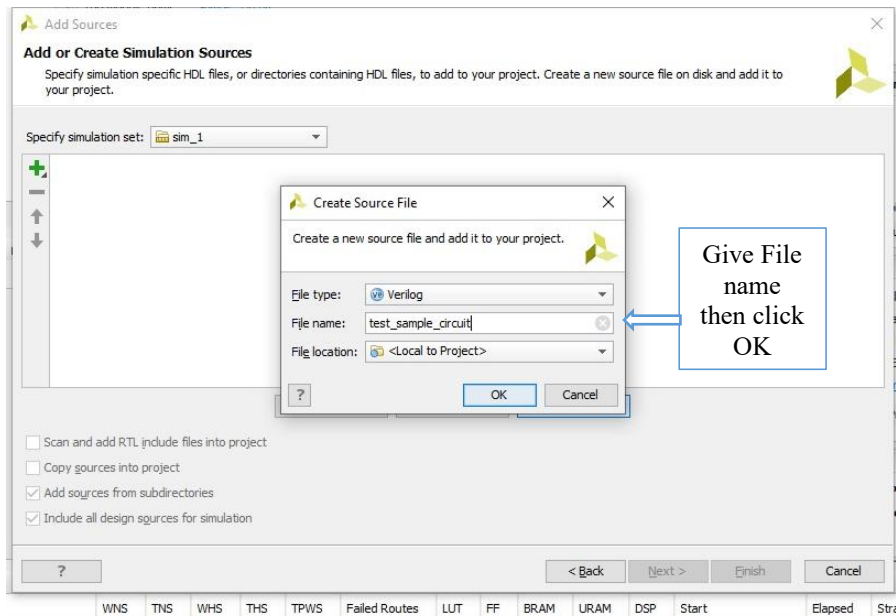 Add Sources
Add or Create Simulation Sources
Specify simulation specific HDL files, or directories containing HDL files, to add to your project. Create a new source file on disk and add it to
your project.
Specify simulation set: sim_1
Create Source File
Create a new source file and add it to your project.
File type: Verilog
File name: test_sample_circuit
File location: <Local to Project>
? OK Cancel
Give File
name
then click
OK
Scan and add RTL include files into project
Copy sources into project
Add sources from subdirectories
Include all design sources for simulation
? < Back Next > Finish Cancel
WNS TNS WHS THS TPWS Failed Routes LUT FF BRAM URAM DSP Start Elapsed